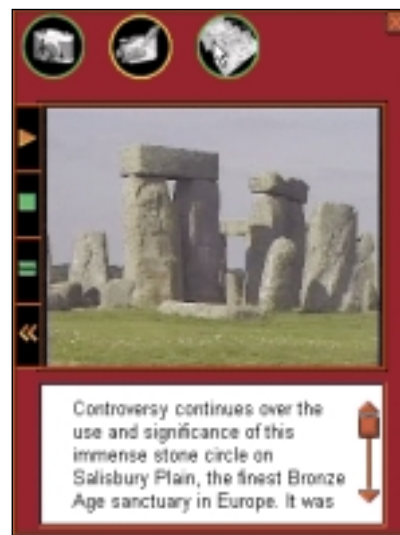 Controversy continues over the
use and significance of this
immense stone circle on
Salisbury Plain, the finest Bronze
Age sanctuary in Europe. It was